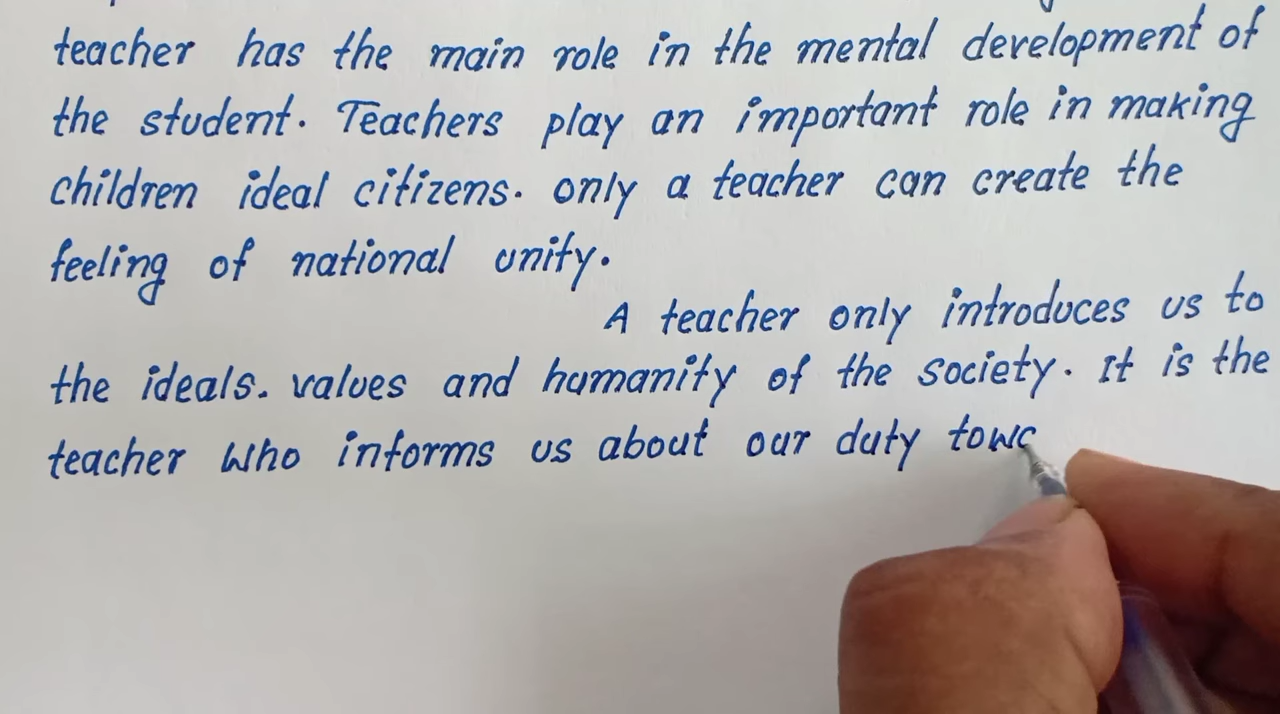 teacher has the main role in the mental development of
the student. Teachers play an important role in making
children ideal citizens. only a teacher can create the
feeling of national unity.
A teacher only introduces us to
the ideals. values and humanity of the society. It is the
teacher who informs us about our duty